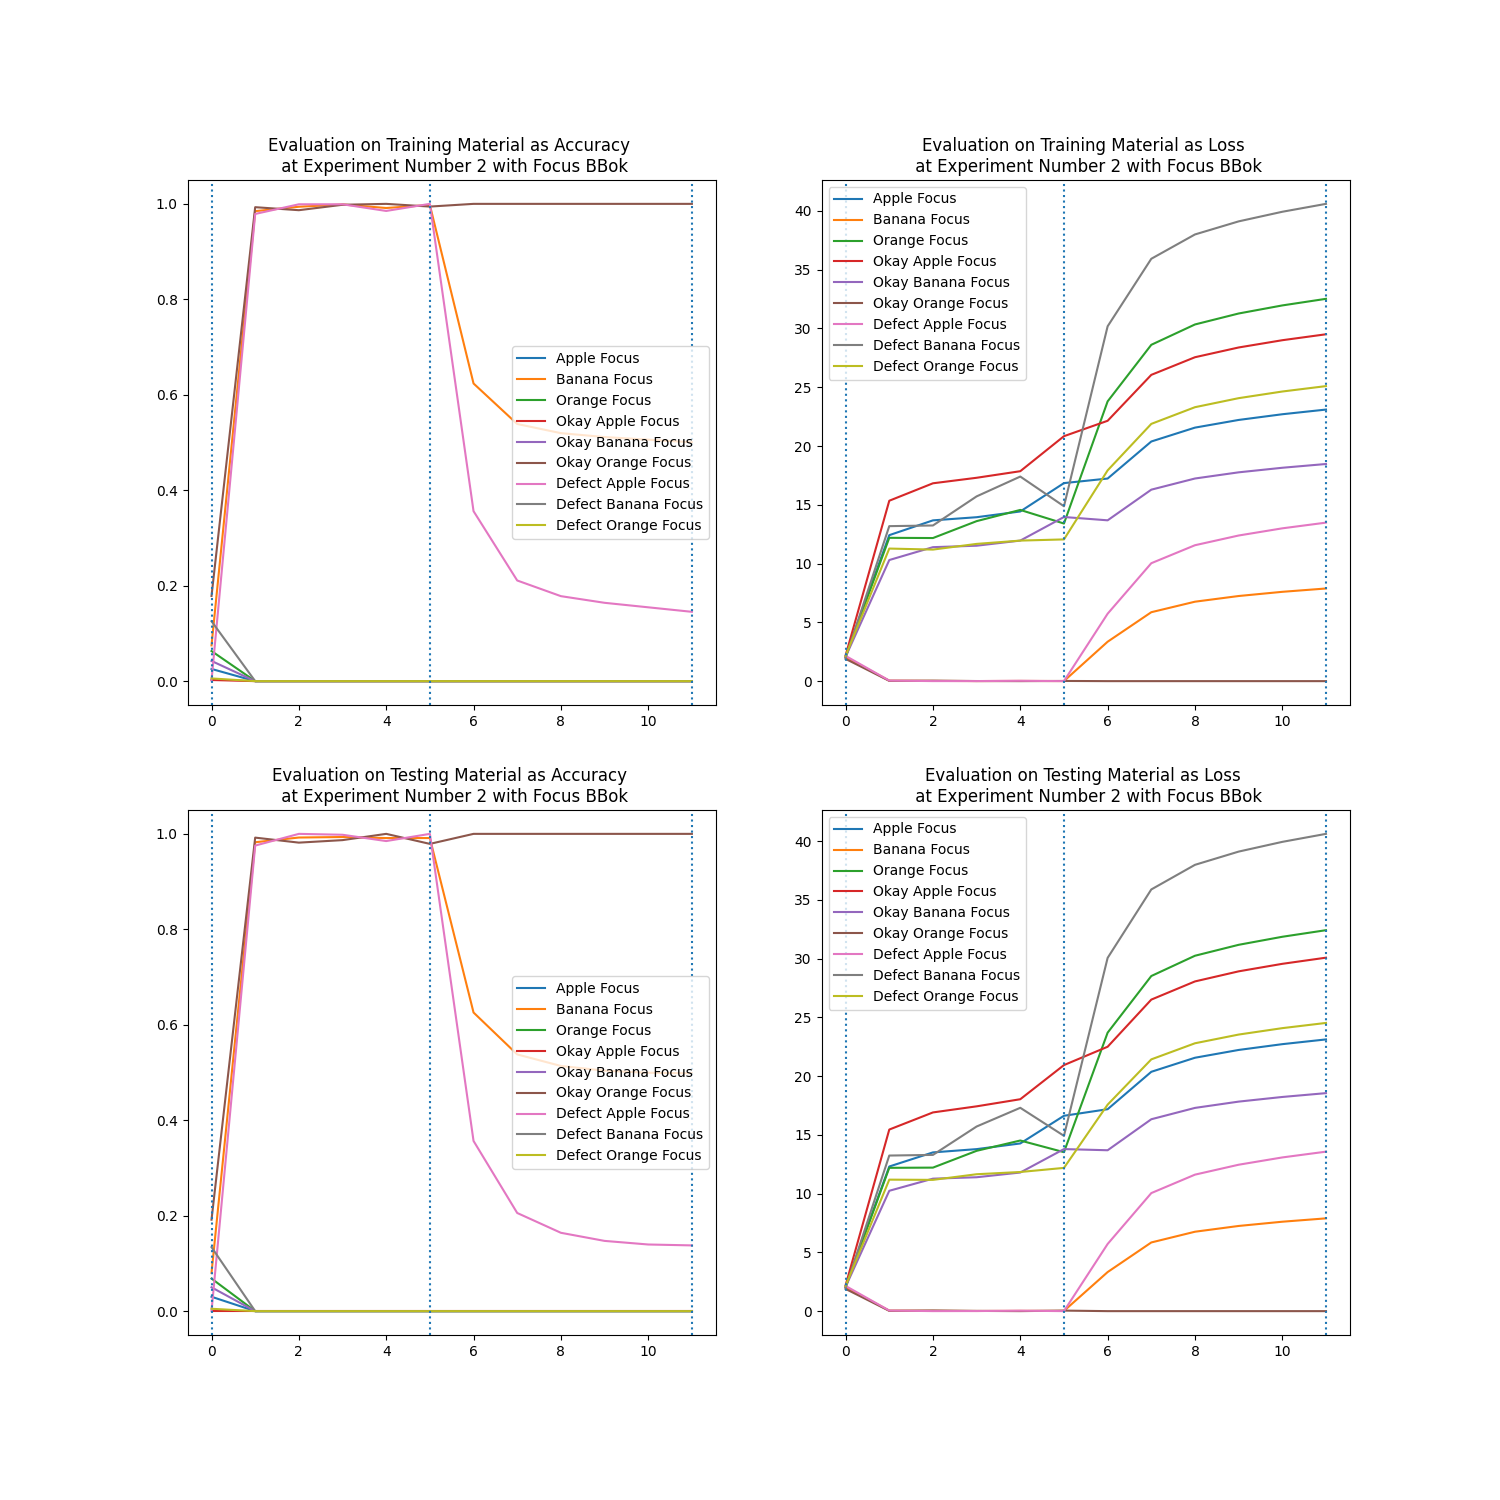 Evaluation on Training Material as Accuracy
at Experiment Number 2 with Focus BBok
1.0
0.8
0.6
0.4
0.2
0.0
0 2 4 6 8 10
Apple Focus
Banana Focus
Orange Focus
Okay Apple Focus
Okay Banana Focus
Okay Orange Focus
Defect Apple Focus
Defect Banana Focus
Defect Orange Focus
Evaluation on Training Material as Loss
at Experiment Number 2 with Focus BBok
40
35
30
25
20
15
10
5
0
0 2 4 6 8 10
Apple Focus
Banana Focus
Orange Focus
Okay Apple Focus
Okay Banana Focus
Okay Orange Focus
Defect Apple Focus
Defect Banana Focus
Defect Orange Focus
Evaluation on Testing Material as Accuracy
at Experiment Number 2 with Focus BBok
1.0
0.8
0.6
0.4
0.2
0.0
0 2 4 6 8 10
Apple Focus
Banana Focus
Orange Focus
Okay Apple Focus
Okay Banana Focus
Okay Orange Focus
Defect Apple Focus
Defect Banana Focus
Defect Orange Focus
Evaluation on Testing Material as Loss
at Experiment Number 2 with Focus BBok
40
35
30
25
20
15
10
5
0
0 2 4 6 8 10
Apple Focus
Banana Focus
Orange Focus
Okay Apple Focus
Okay Banana Focus
Okay Orange Focus
Defect Apple Focus
Defect Banana Focus
Defect Orange Focus